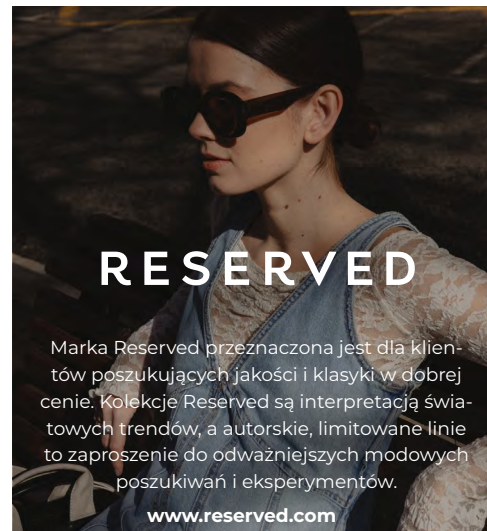 RESERVED
Marka Reserved przeznaczona jest dla klien-
tów poszukujących jakości i klasyki w dobrej
cenie. Kolekcje Reserved są interpretacją świa-
towych trendów, a autorskie, limitowane linie
to zaproszenie do odważniejszych modowych
poszukiwań i eksperymentów.
www.reserved.com